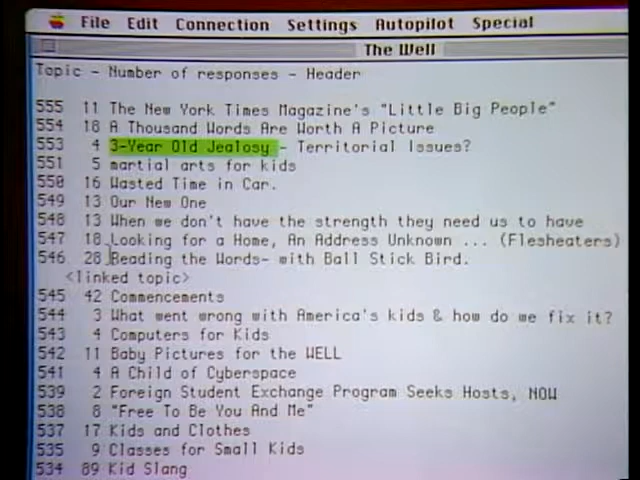 File Edit Connection Settings Autopilot Special
The Well
Topic - Number of responses - Header
555 11 The New York Times Magazine's "Little Big People"
554 18 A Thousand Words Are Worth A Picture
553 4 3-Year Old Jealosy - Territorial Issues?
551 5 martial arts for kids
550 16 Wasted Time in Car.
549 13 Our New One
548 13 When we don't have the strength they need us to have
547 18 Looking for a Home, An Address Unknown ... (Flesheaters)
546 28 Beading the Words- with Ball Stick Bird.
<linked topic>
545 42 Commencements
544 3 What went wrong with America's kids & how do we fix it?
543 4 Computers for Kids
542 11 Baby Pictures for the WELL
541 4 A Child of Cyberspace
539 2 Foreign Student Exchange Program Seeks Hosts, NOW
538 8 "Free To Be You And Me"
537 17 Kids and Clothes
535 9 Classes for Small Kids
534 89 Kid Slang